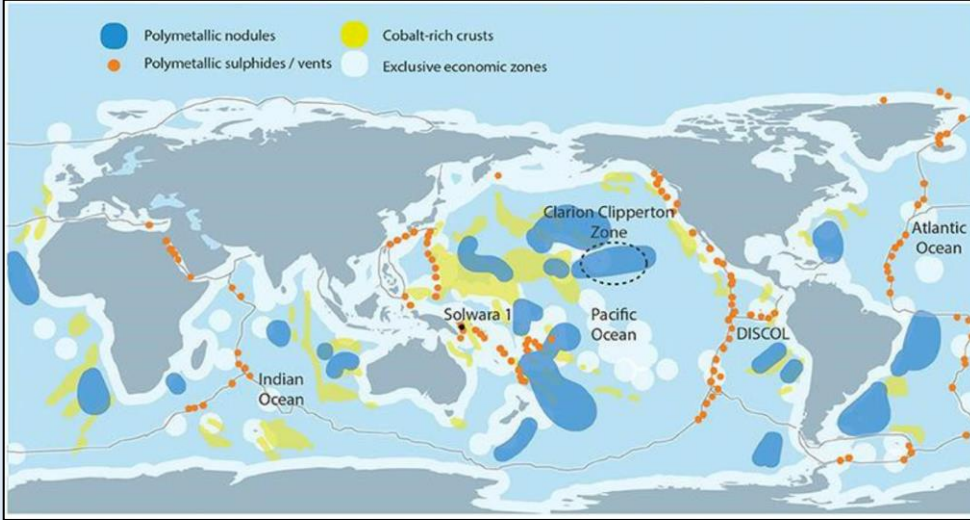 Polymetallic nodules
Cobalt-rich crusts
Polymetallic sulphides / vents
Exclusive economic zones
Clarion Clipperton
Zone
Atlantic
Ocean
Solwara 1
Pacific
Ocean
DISCOL
Indian
Ocean